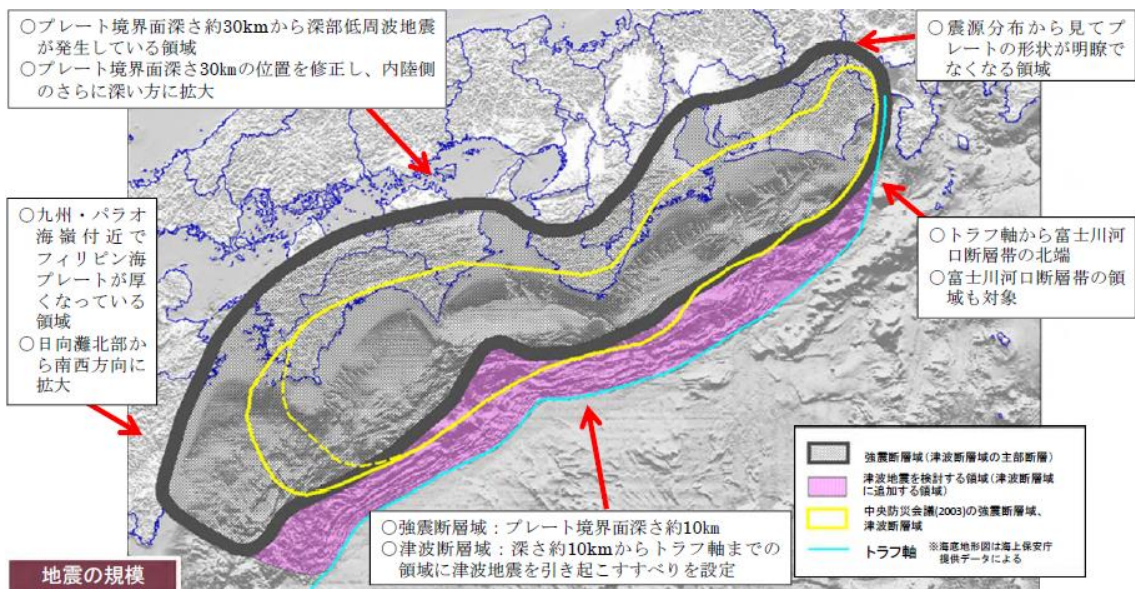 ○プレート境界面深さ約30kmから深部低周波地震
が発生している領域
○プレート境界面深さ30㎞の位置を修正し、内陸側
のさらに深い方に拡大
○震源分布から見てプ
レートの形状が明瞭で
なくなる領域
○九州・パラオ
海嶺付近で
フィリピン海
プレートが厚
くなっている
領域
○日向灘北部か
ら南西方向に
拡大
○トラフ軸から富士川河
口断層帯の北端
○富士川河口断層帯の領
域も対象
○強震断層域：プレート境界面深さ約10㎞
○津波断層域：深さ約10kmからトラフ軸までの
領域に津波地震を引き起こすすべりを設定
強震断層域(津波断層域の主部断層)
津波地震を検討する領域(津波断層域
に追加する領域)
中央防災会議(2003)の強震断層域、
津波断層域
トラフ軸 ※海底地形図は海上保安庁
提供データによる
地震の規模